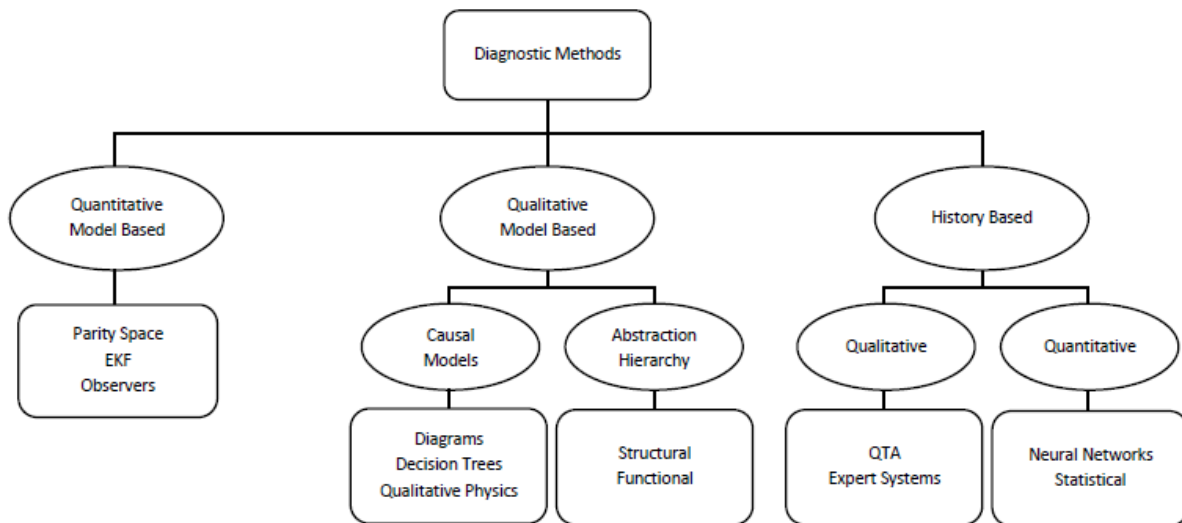 Diagnostic Methods
Quantitative
Model Based
Qualitative
Model Based
History Based
Parity Space
EKF
Observers
Causal
Models
Abstraction
Hierarchy
Qualitative
Quantitative
Diagrams
Decision Trees
Qualitative Physics
Structural
Functional
QTA
Expert Systems
Neural Networks
Statistical